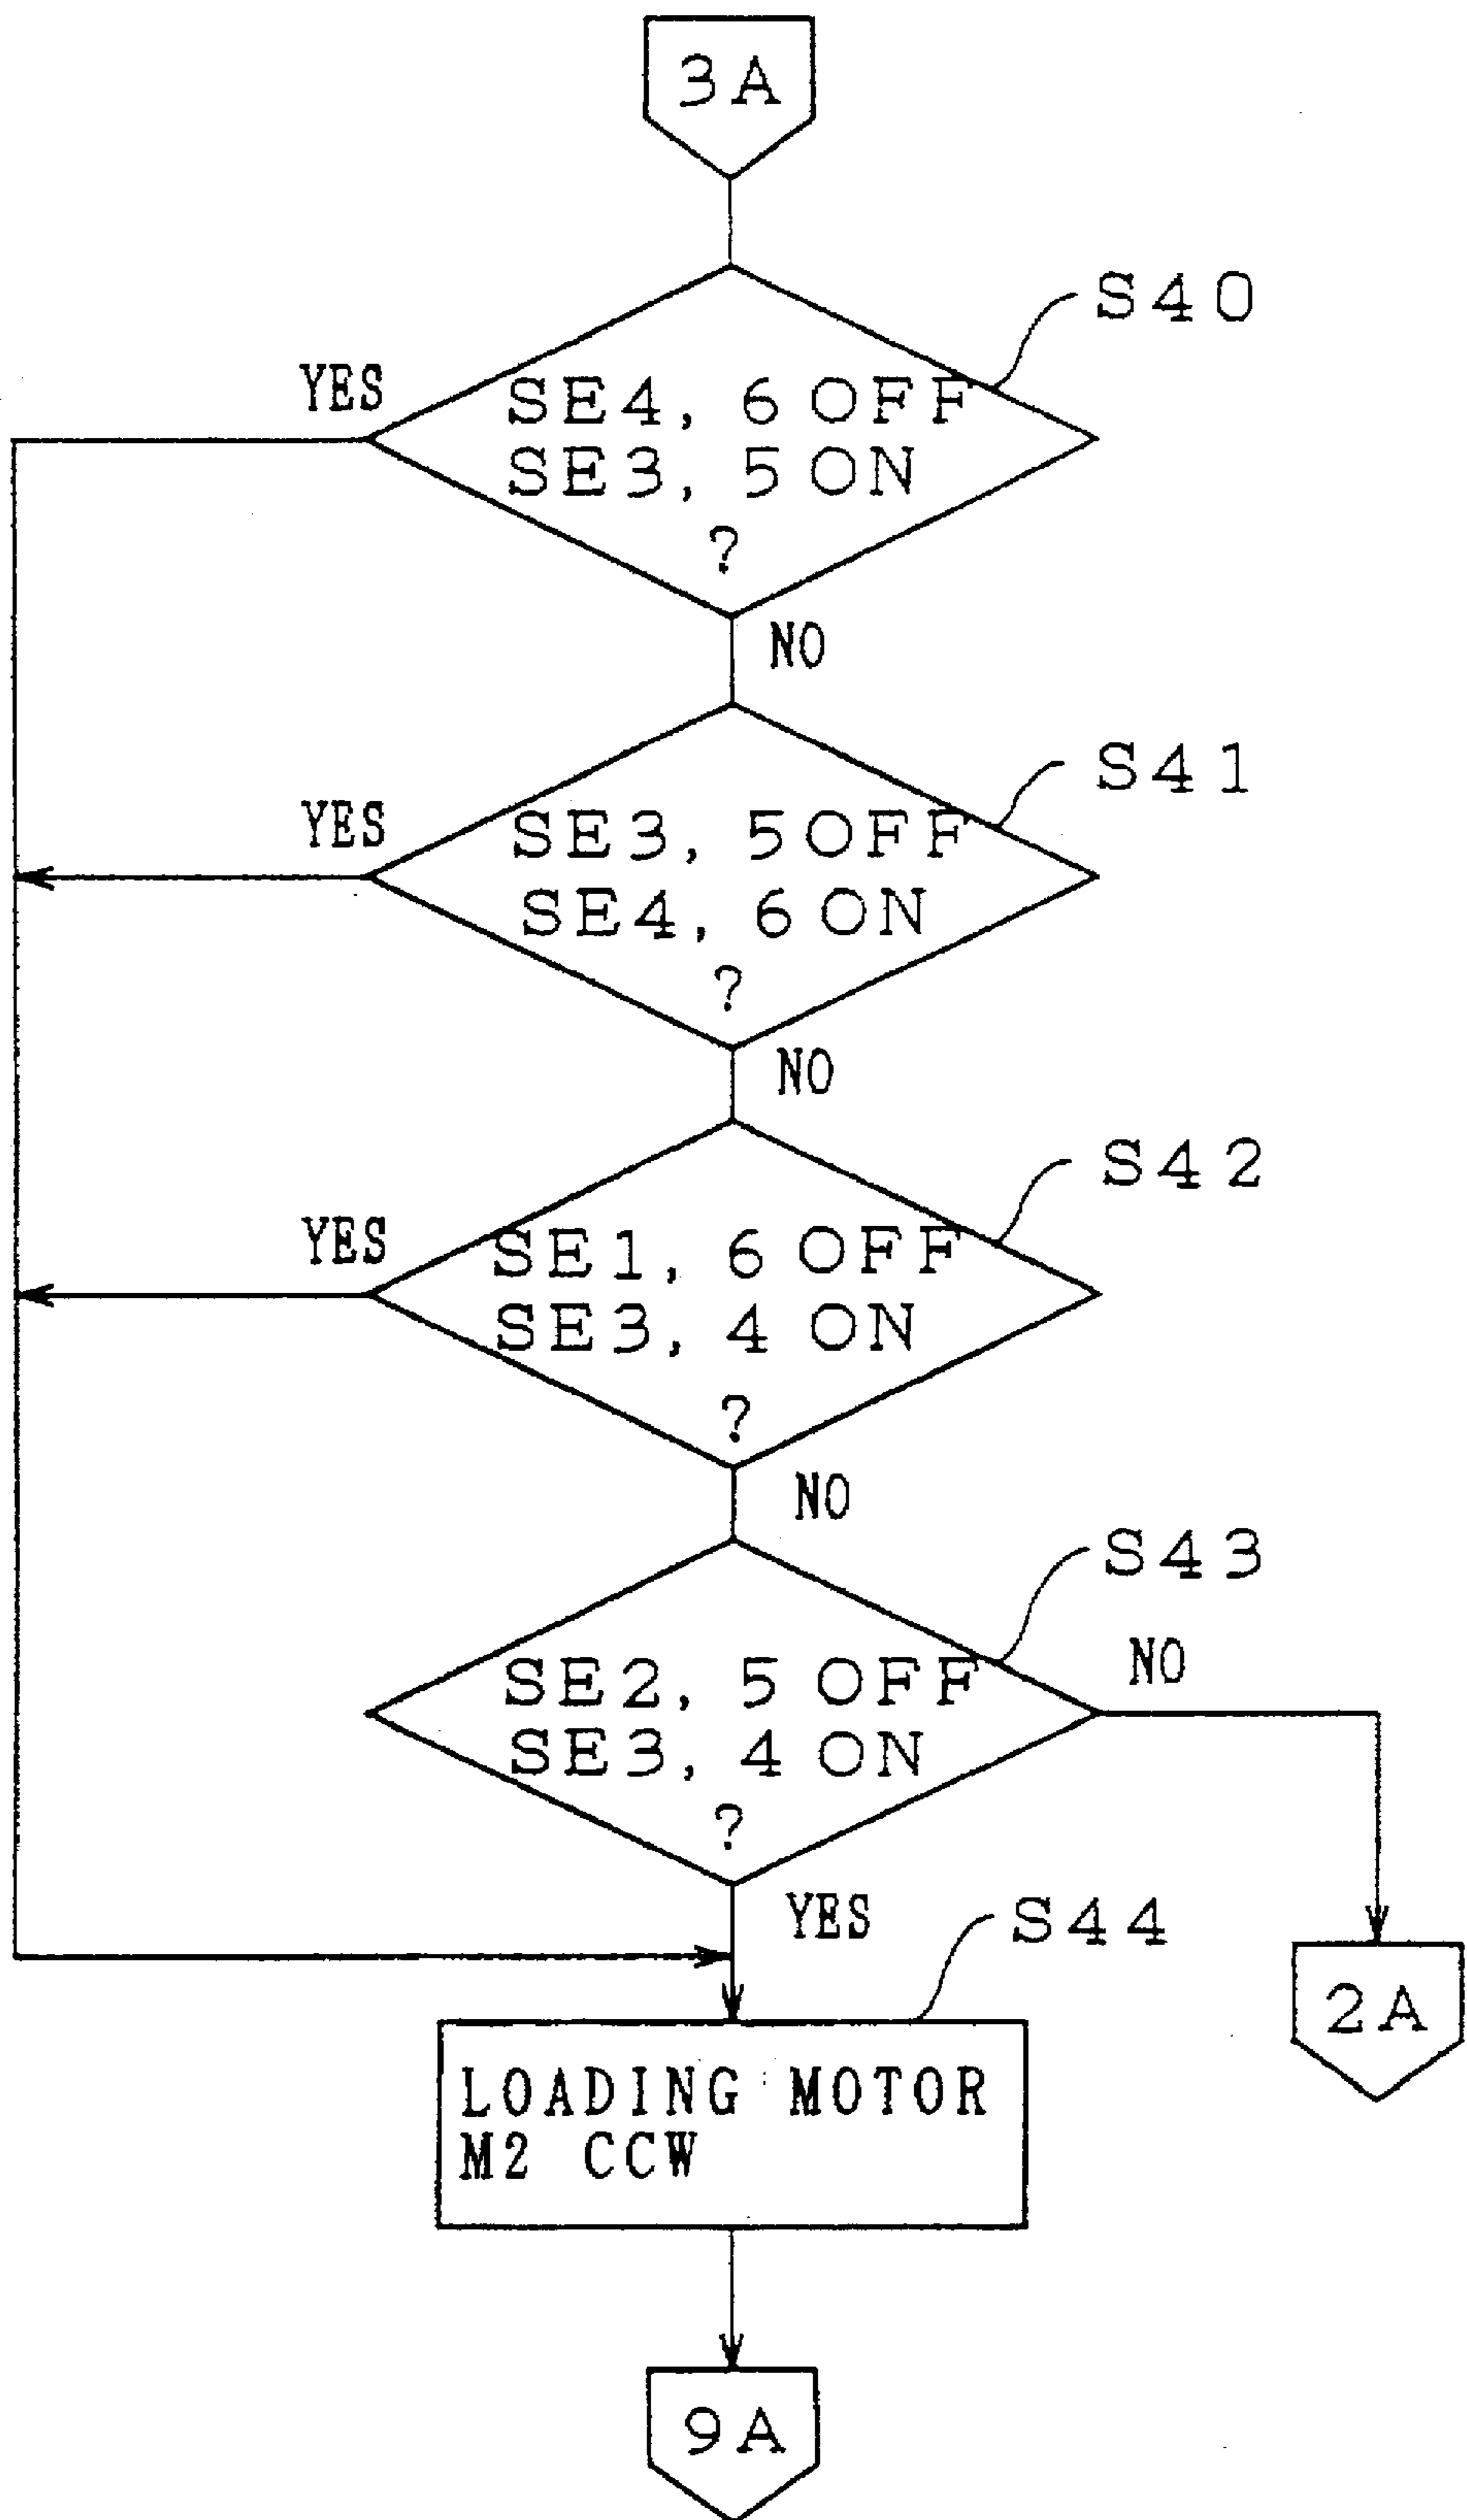 3A
S40
YES
SE4, 6 OFF
SE3, 5 ON
?
NO
S41
YES
SE3, 5 OFF
SE4, 6 ON
?
NO
S42
YES
SE1, 6 OFF
SE3, 4 ON
?
NO
S43
NO
SE2, 5 OFF
SE3, 4 ON
?
YES
S44
2A
LOADING MOTOR
M2 CCW
9A